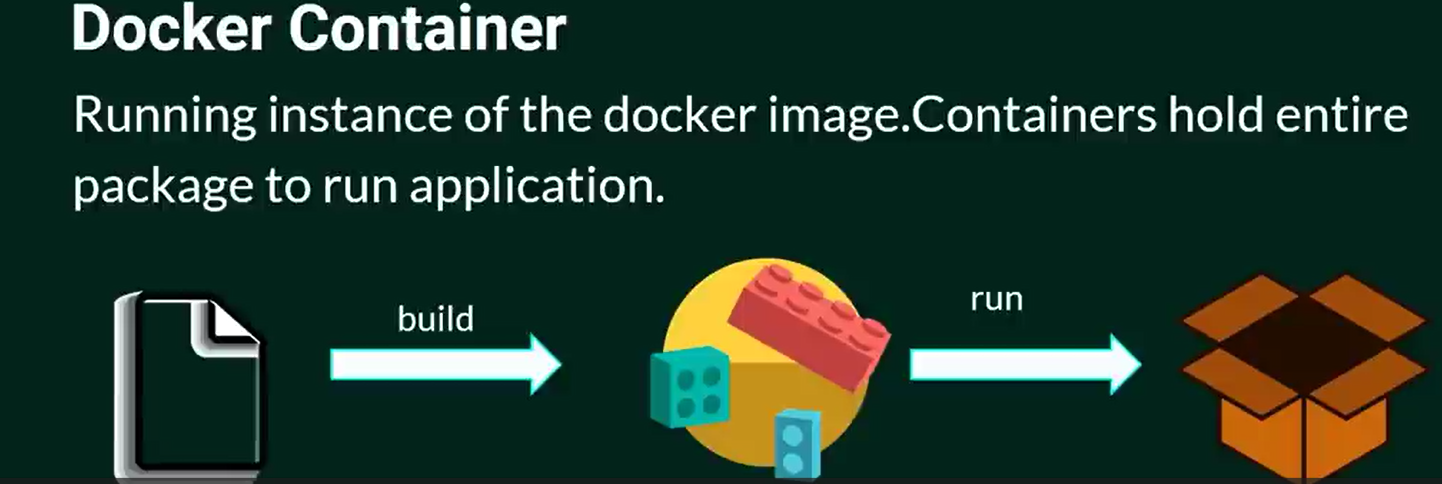 Docker Container
Running instance of the docker image.Containers hold entire
package to run application.
build
run